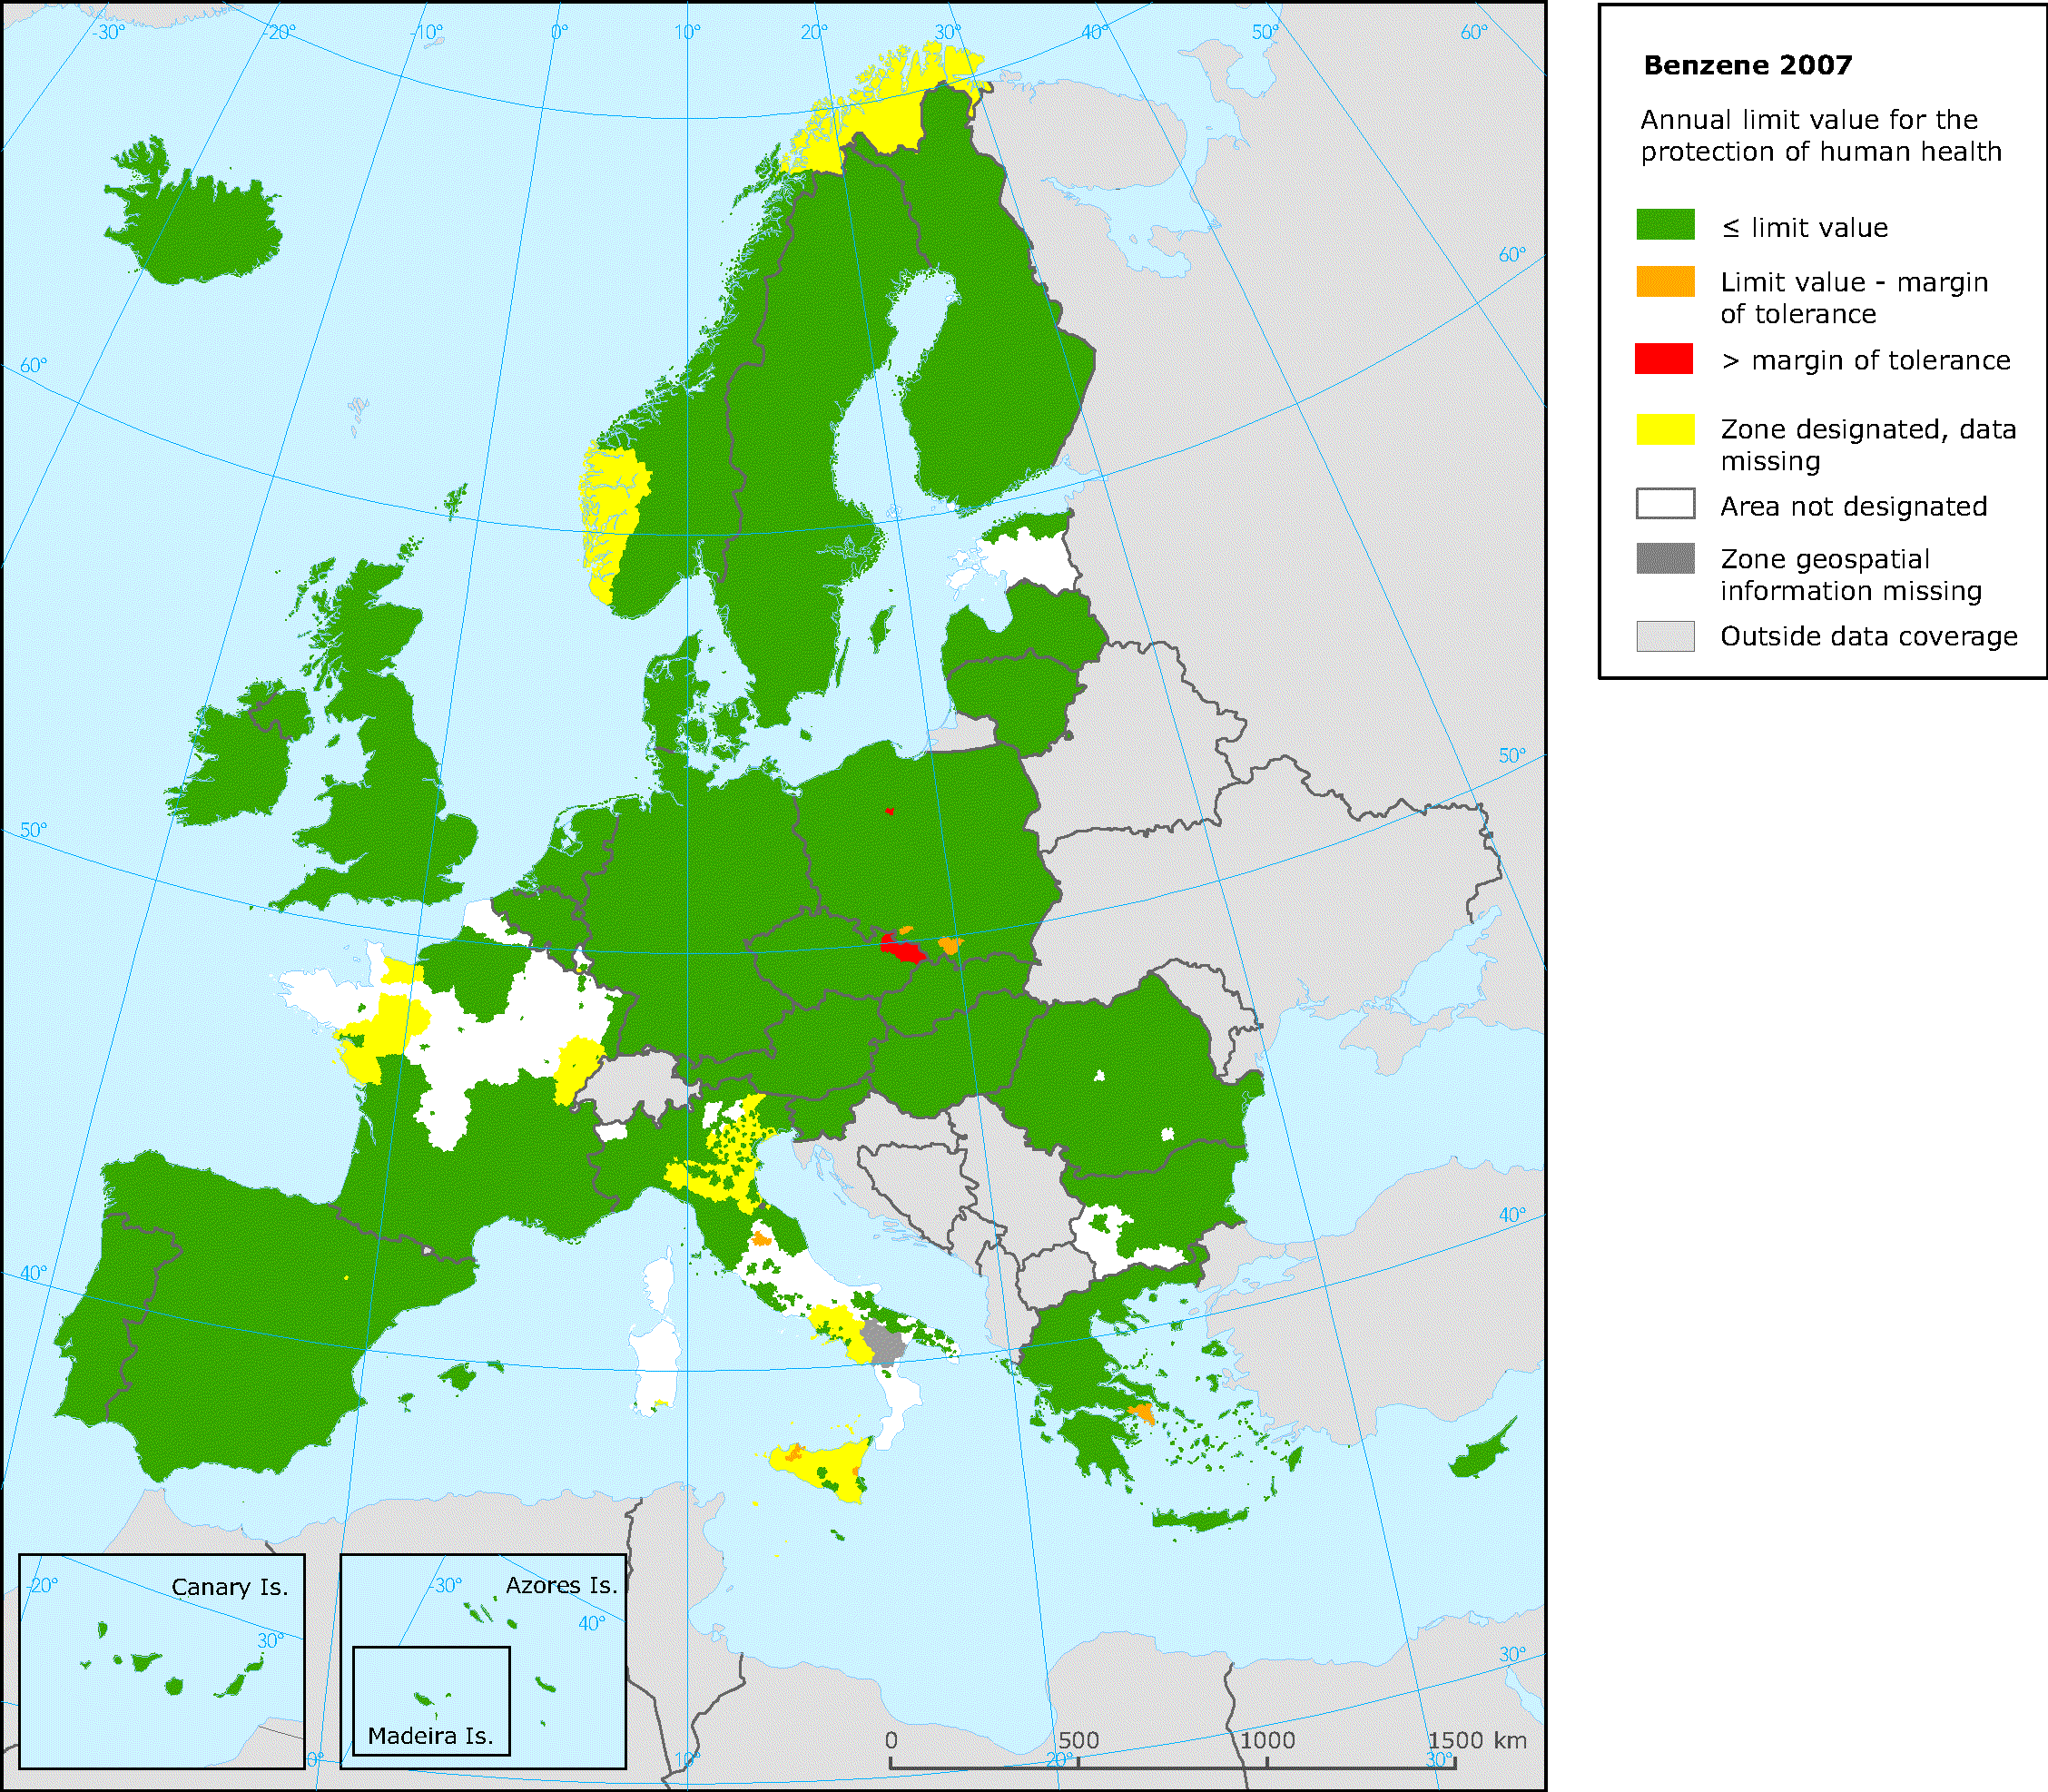 -30°
-20°
-10°
0°
10°
20°
30°
40°
50°
60°
60°
60°
50°
50°
40°
40°
30°
Canary Is.
-20°
30°
Azores Is.
-30°
40°
Madeira Is.
0°
10°
20°
30°
0 500 1000 1500 km
Benzene 2007
Annual limit value for the
protection of human health
≤ limit value
Limit value - margin
of tolerance
> margin of tolerance
Zone designated, data
missing
Area not designated
Zone geospatial
information missing
Outside data coverage